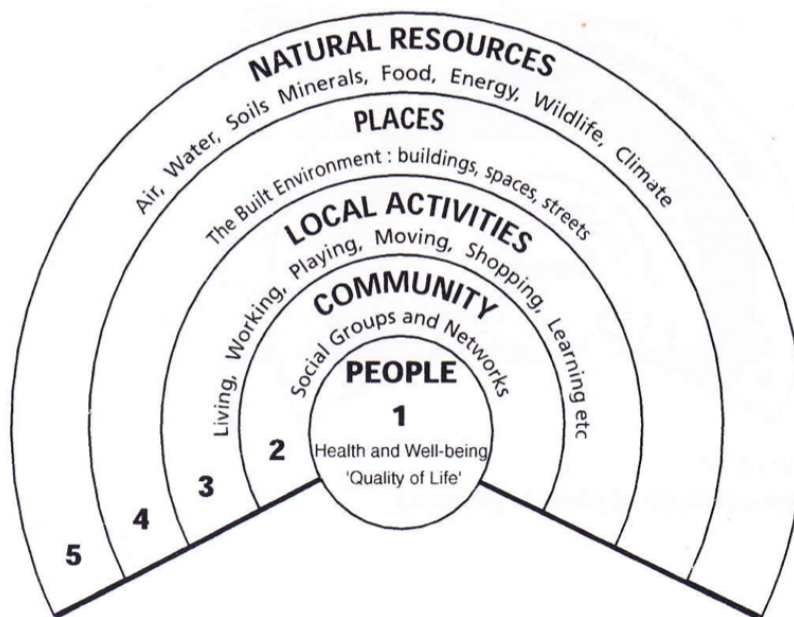 NATURAL RESOURCES
Air, Water, Soils Minerals, Food, Energy, Wildlife, Climate
PLACES
The Built Environment : buildings, spaces, streets
LOCAL ACTIVITIES
Living, Working, Playing, Moving, Shopping, Learning etc
COMMUNITY
Social Groups and Networks
PEOPLE
1
Health and Well-being
'Quality of Life'
2
3
4
5